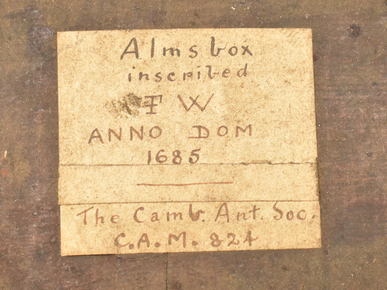 Almsbox
inscribed
T W
ANNO DOM
1685
The Camb. Ant. Soc.
C.A.M. 824